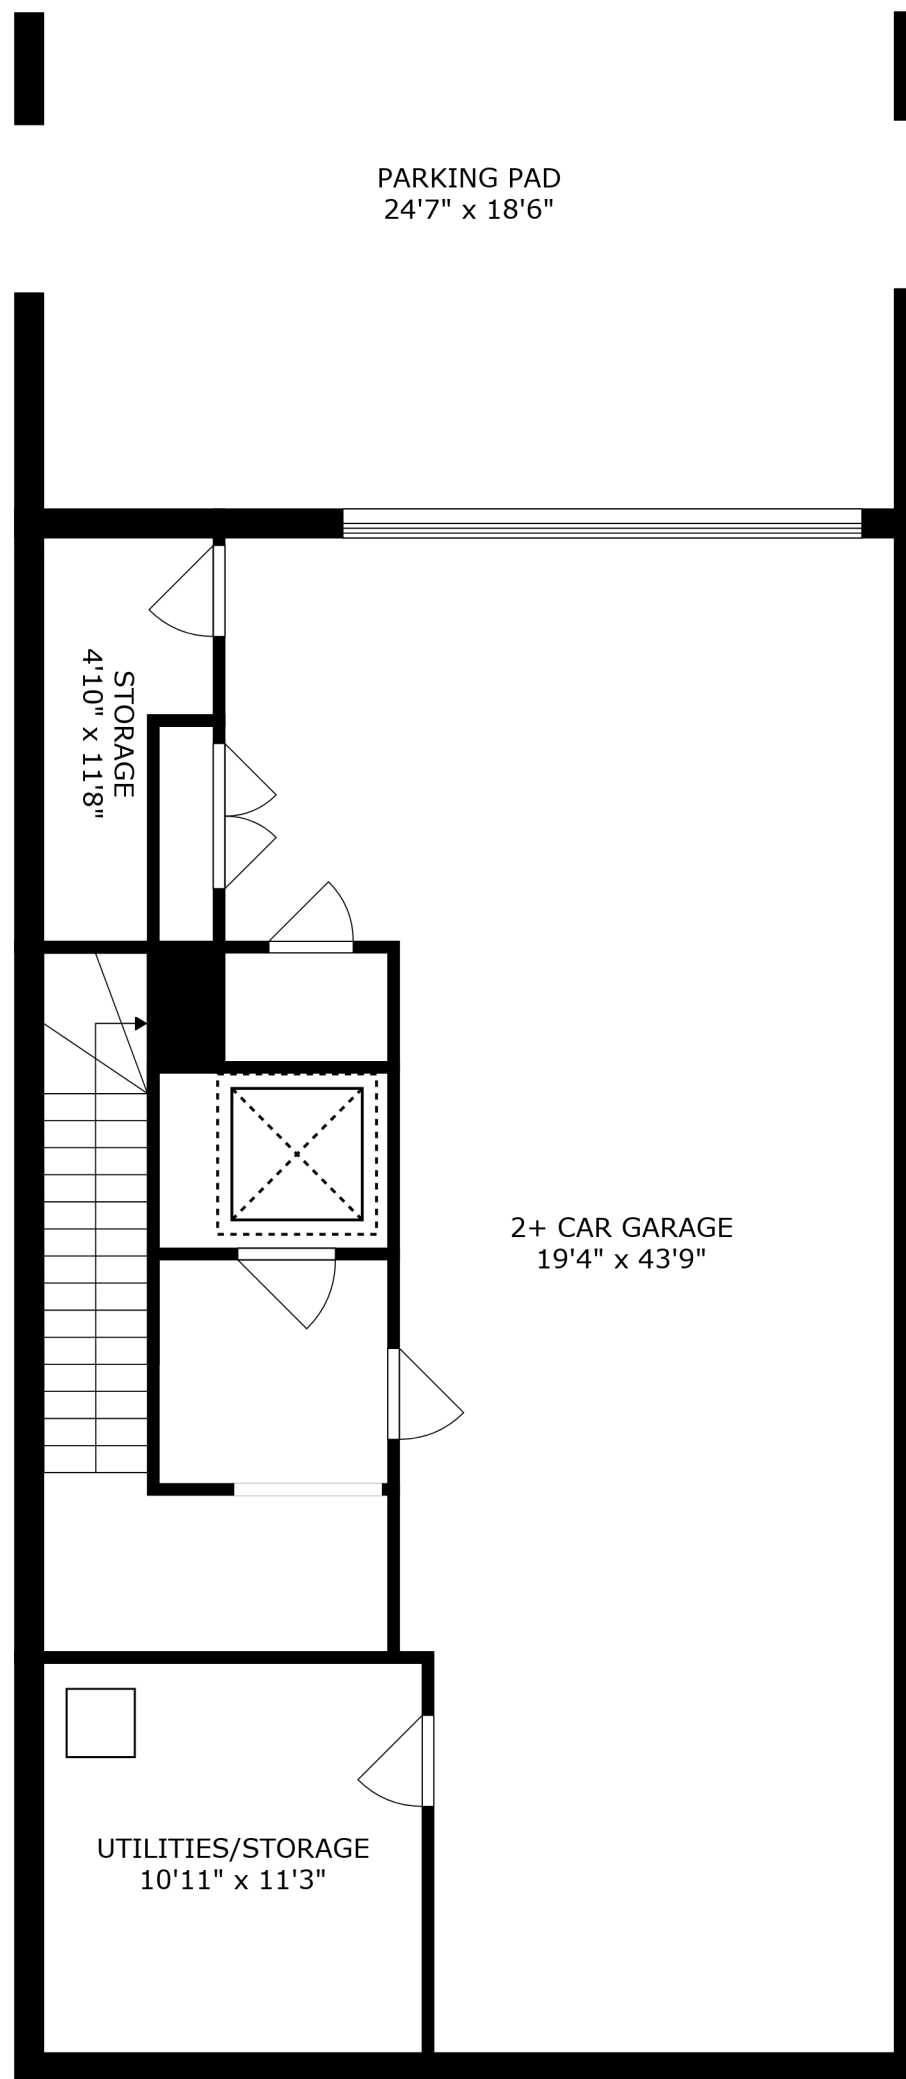 PARKING PAD
24'7" x 18'6"
STORAGE
4'10" x 11'8"
2+ CAR GARAGE
19'4" x 43'9"
UTILITIES/STORAGE
10'11" x 11'3"